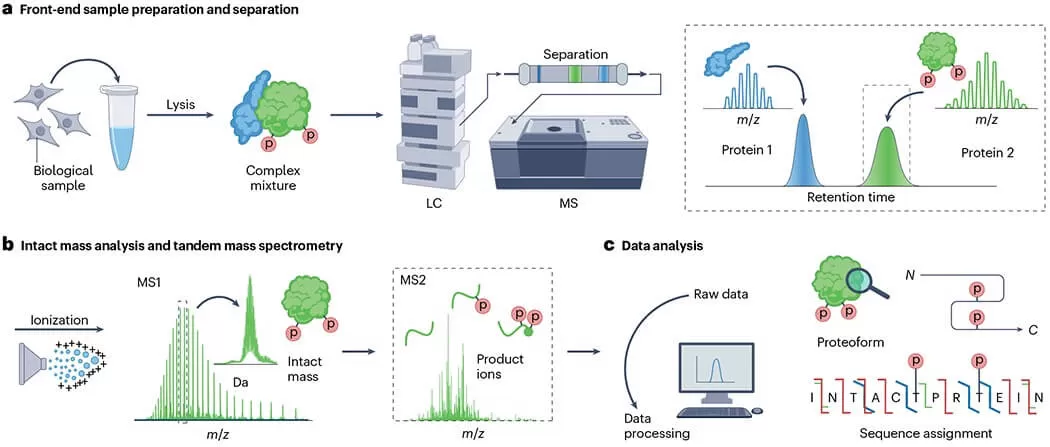 a Front-end sample preparation and separation
Biological
sample
Lysis
p
p
Complex
mixture
LC
Separation
MS
m/z
Protein 1
p
p
m/z
Protein 2
Retention time
b Intact mass analysis and tandem mass spectrometry
Ionization
MS1
m/z
Da
p
p
Intact
mass
MS2
p
p
p
Product
ions
m/z
c Data analysis
Raw data
Data
processing
p
p
Proteoform
N
p
p
C
p
p
I N T A C T P R T E I N
Sequence assignment